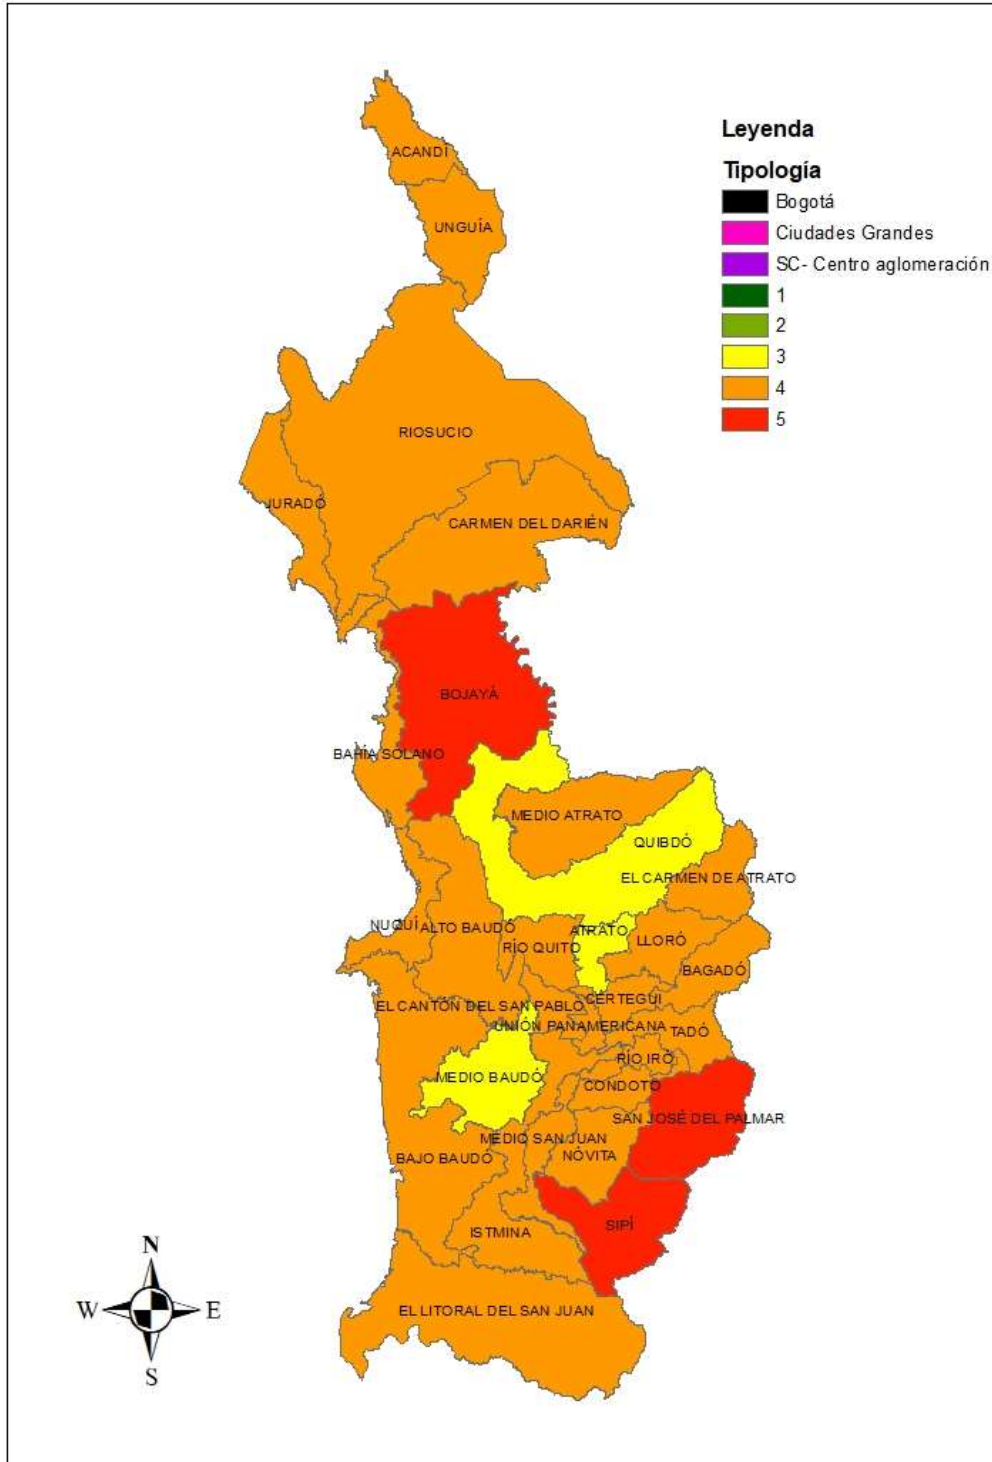 Leyenda
Tipología
Bogotá
Ciudades Grandes
SC- Centro aglomeración
1
2
3
4
5
ACANDÍ
UNGUÍA
RIOSUCIO
JURADÓ
CARMEN DEL DARIÉN
BOJAYÁ
BAHÍA SOLANO
MEDIO ATRATO
QUIBDÓ
EL CARMEN DE ATRATO
NUQUÍ
ALTO BAUDÓ
ATRATO
LLORÓ
RÍO QUITO
BAGADÓ
CÉRTEGUI
EL CANTÓN DEL SAN PABLO
UNIÓN PANAMERICANA
TADÓ
RÍO IRÓ
MEDIO BAUDÓ
CONDOTO
SAN JOSÉ DEL PALMAR
MEDIO SAN JUAN
BAJO BAUDÓ
NÓVITA
SIPÍ
ISTMINA
EL LITORAL DEL SAN JUAN
N
W
E
S